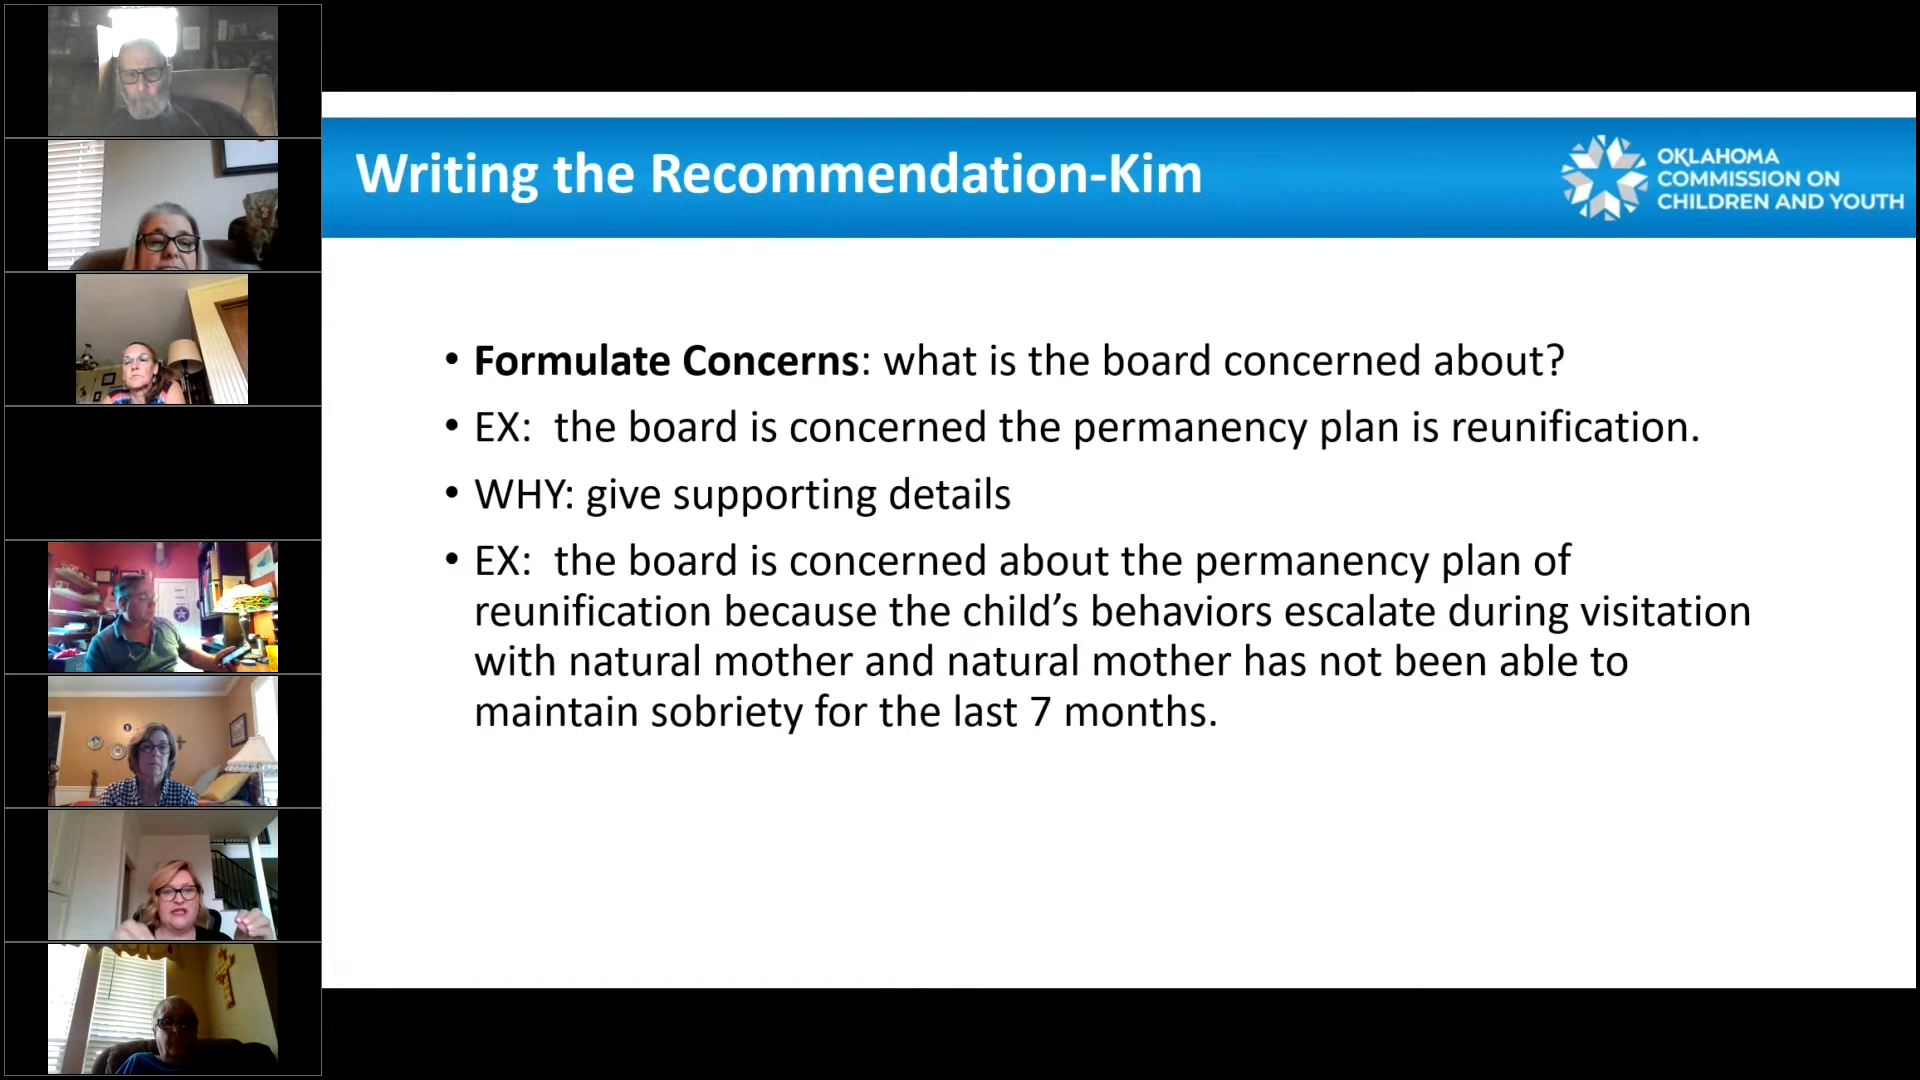 Writing the Recommendation-Kim
OKLAHOMA
COMMISSION ON
CHILDREN AND YOUTH
• Formulate Concerns: what is the board concerned about?
• EX:  the board is concerned the permanency plan is reunification.
• WHY: give supporting details
• EX:  the board is concerned about the permanency plan of
reunification because the child’s behaviors escalate during visitation
with natural mother and natural mother has not been able to
maintain sobriety for the last 7 months.